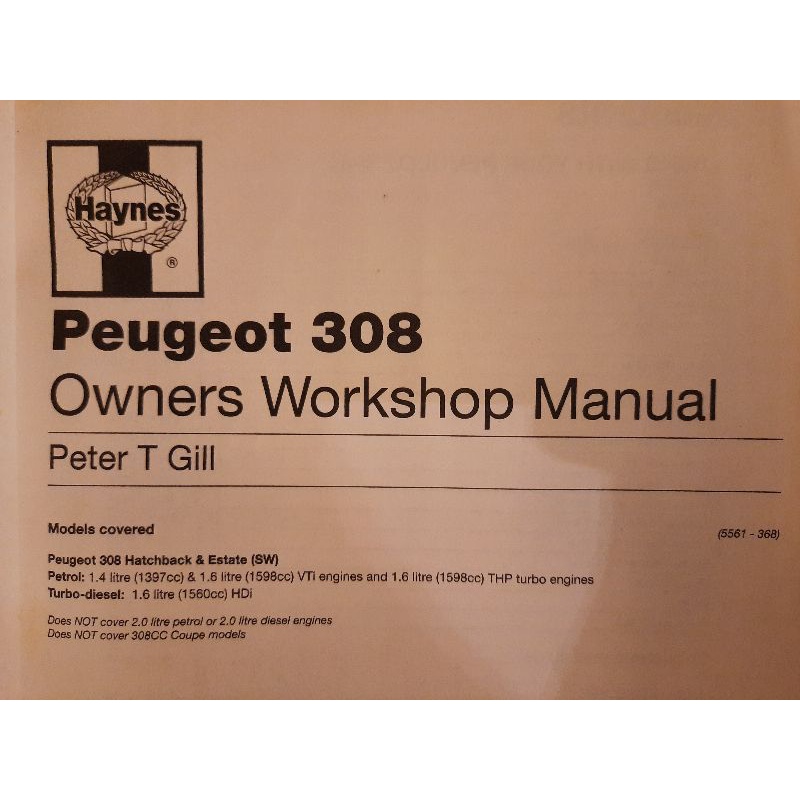 Haynes
®
Peugeot 308
Owners Workshop Manual
Peter T Gill
Models covered
(5561 - 368)
Peugeot 308 Hatchback & Estate (SW)
Petrol: 1.4 litre (1397cc) & 1.6 litre (1598cc) VTi engines and 1.6 litre (1598cc) THP turbo engines
Turbo-diesel: 1.6 litre (1560cc) HDi
Does NOT cover 2.0 litre petrol or 2.0 litre diesel engines
Does NOT cover 308CC Coupe models